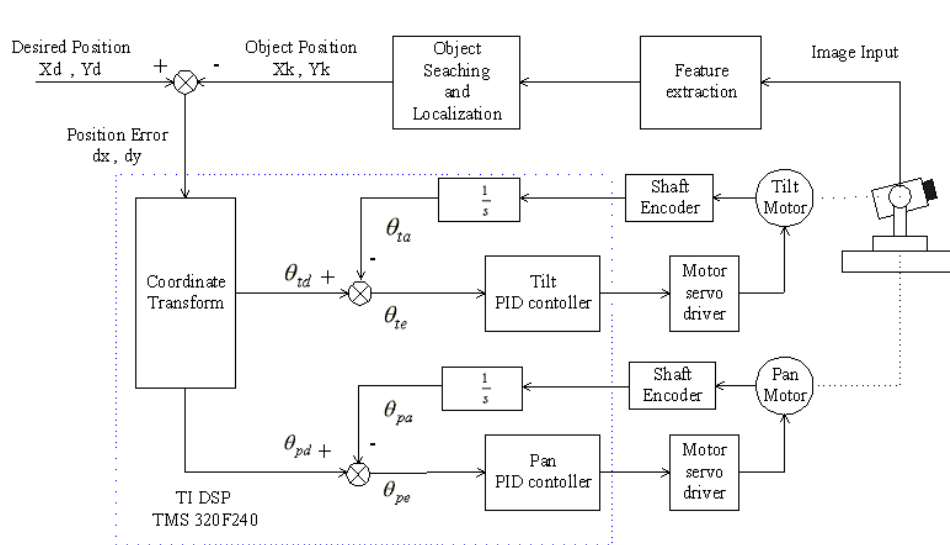 Desired Position
Xd , Yd
+
-
Object Position
Xk , Yk
Object
Seaching
and
Localization
Feature
extraction
Image Input
Position Error
dx , dy
1
s
Shaft
Encoder
Tilt
Motor
θta
-
Coordinate
Transform
θtd +
θte
Tilt
PID contoller
Motor
servo
driver
1
s
Shaft
Encoder
Pan
Motor
θpa
-
θpd +
θpe
Pan
PID contoller
Motor
servo
driver
TI DSP
TMS 320F240